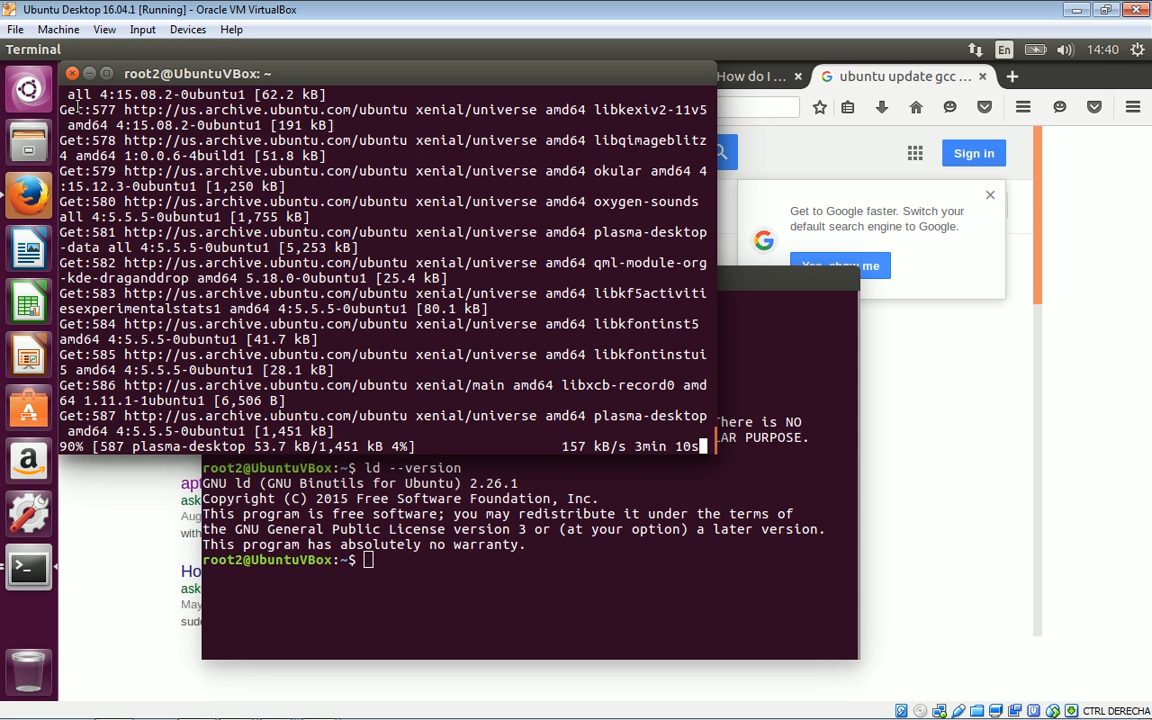 Ubuntu Desktop 16.04.1 [Running] - Oracle VM VirtualBox
File Machine View Input Devices Help
Terminal
En
14:40
root2@UbuntuVBox: ~
How do I ...
ubuntu update gcc ...
all 4:15.08.2-0ubuntu1 [62.2 kB]
Get:577 http://us.archive.ubuntu.com/ubuntu xenial/universe amd64 libkexiv2-11v5
amd64 4:15.08.2-0ubuntu1 [191 kB]
Get:578 http://us.archive.ubuntu.com/ubuntu xenial/universe amd64 libqimageblitz
4 amd64 1:0.0.6-4build1 [51.8 kB]
Get:579 http://us.archive.ubuntu.com/ubuntu xenial/universe amd64 okular amd64 4
:15.12.3-0ubuntu1 [1,250 kB]
Get:580 http://us.archive.ubuntu.com/ubuntu xenial/universe amd64 oxygen-sounds
all 4:5.5.5-0ubuntu1 [1,755 kB]
Get:581 http://us.archive.ubuntu.com/ubuntu xenial/universe amd64 plasma-desktop
-data all 4:5.5.5-0ubuntu1 [5,253 kB]
Get:582 http://us.archive.ubuntu.com/ubuntu xenial/universe amd64 qml-module-org
-kde-draganddrop amd64 5.18.0-0ubuntu1 [25.4 kB]
Get:583 http://us.archive.ubuntu.com/ubuntu xenial/universe amd64 libkf5activiti
esexperimentalstats1 amd64 4:5.5.5-0ubuntu1 [80.1 kB]
Get:584 http://us.archive.ubuntu.com/ubuntu xenial/universe amd64 libkfontinst5
amd64 4:5.5.5-0ubuntu1 [41.7 kB]
Get:585 http://us.archive.ubuntu.com/ubuntu xenial/universe amd64 libkfontinstui
5 amd64 4:5.5.5-0ubuntu1 [28.1 kB]
Get:586 http://us.archive.ubuntu.com/ubuntu xenial/main amd64 libxcb-record0 amd
64 1.11.1-1ubuntu1 [6,506 B]
Get:587 http://us.archive.ubuntu.com/ubuntu xenial/universe amd64 plasma-desktop
amd64 4:5.5.5-0ubuntu1 [1,451 kB]
90% [587 plasma-desktop 53.7 kB/1,451 kB 4%] 157 kB/s 3min 10s
Sign in
Get to Google faster. Switch your
default search engine to Google.
Yes, show me
here is NO
LAR PURPOSE.
root2@UbuntuVBox:~$ ld --version
GNU ld (GNU Binutils for Ubuntu) 2.26.1
Copyright (C) 2015 Free Software Foundation, Inc.
This program is free software; you may redistribute it under the terms of
the GNU General Public License version 3 or (at your option) a later version.
This program has absolutely no warranty.
root2@UbuntuVBox:~$
apt
ask
Aug
with
Ho
ask
May
sud
CTRL DERECHA